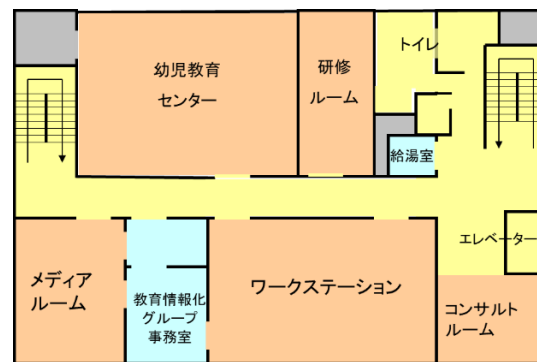 幼児教育
センター
研修
ルーム
トイレ
給湯室
エレベーター
メディア
ルーム
教育情報化
グループ
事務室
ワークステーション
コンサルト
ルーム